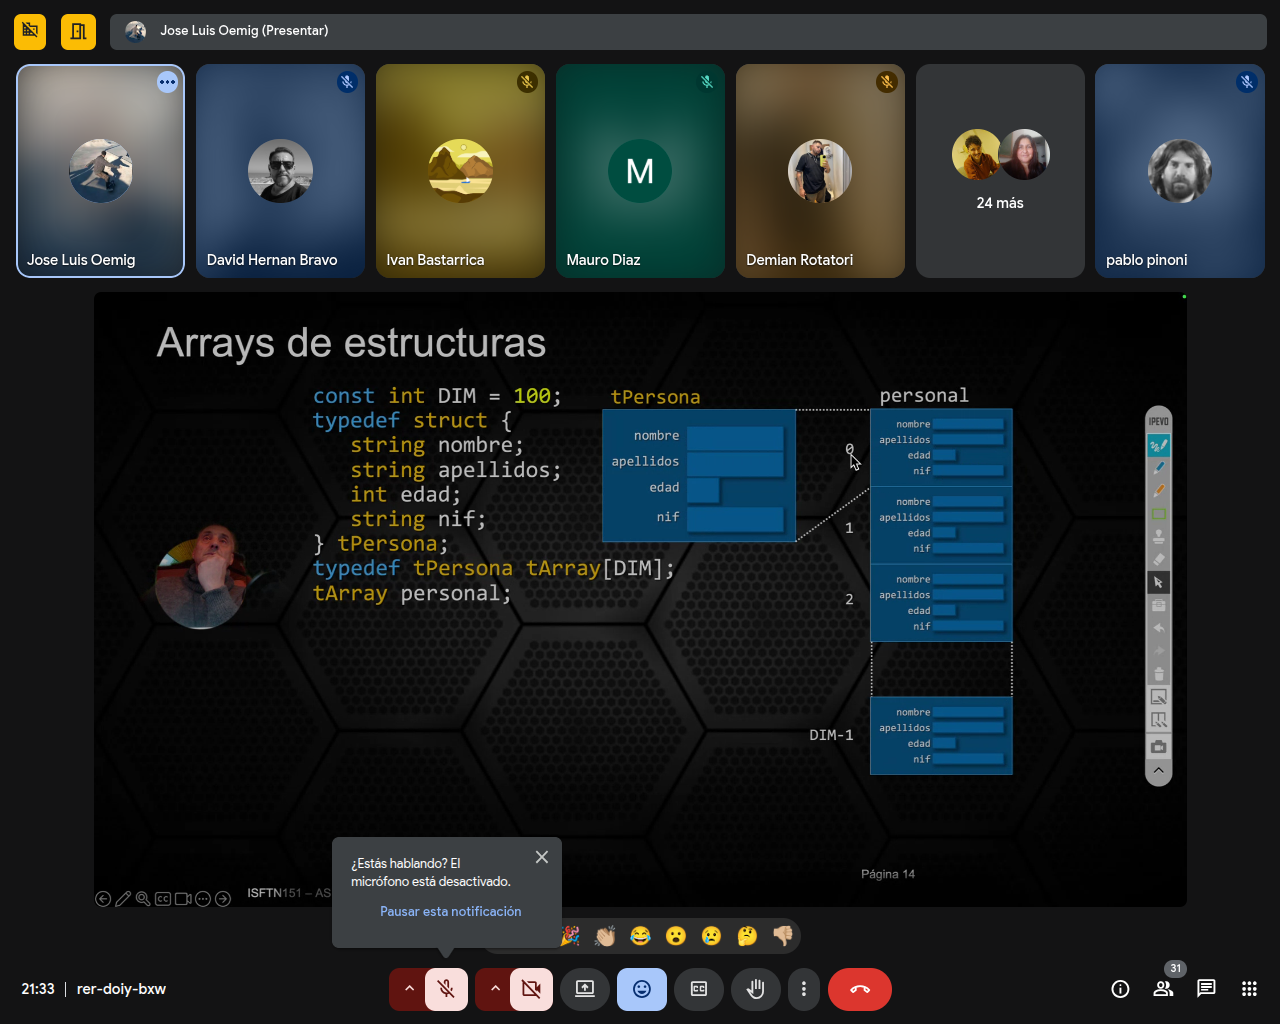 Jose Luis Oemig (Presentar)
Jose Luis Oemig
David Hernan Bravo
Ivan Bastarrica
M
Mauro Diaz
Demian Rotatori
24 más
pablo pinoni
Arrays de estructuras
const int DIM = 100;
typedef struct {
string nombre;
string apellidos;
int edad;
string nif;
} tPersona;
typedef tPersona tArray[DIM];
tArray personal;
tPersona
nombre
apellidos
edad
nif
personal
0
nombre
apellidos
edad
nif
1
nombre
apellidos
edad
nif
2
nombre
apellidos
edad
nif
DIM-1
nombre
apellidos
edad
nif
IPEVO
Página 14
CC
ISFTN151 – AS
¿Estás hablando? El
micrófono está desactivado.
Pausar esta notificación
21:33 | rer-doiy-bxw
CC
31